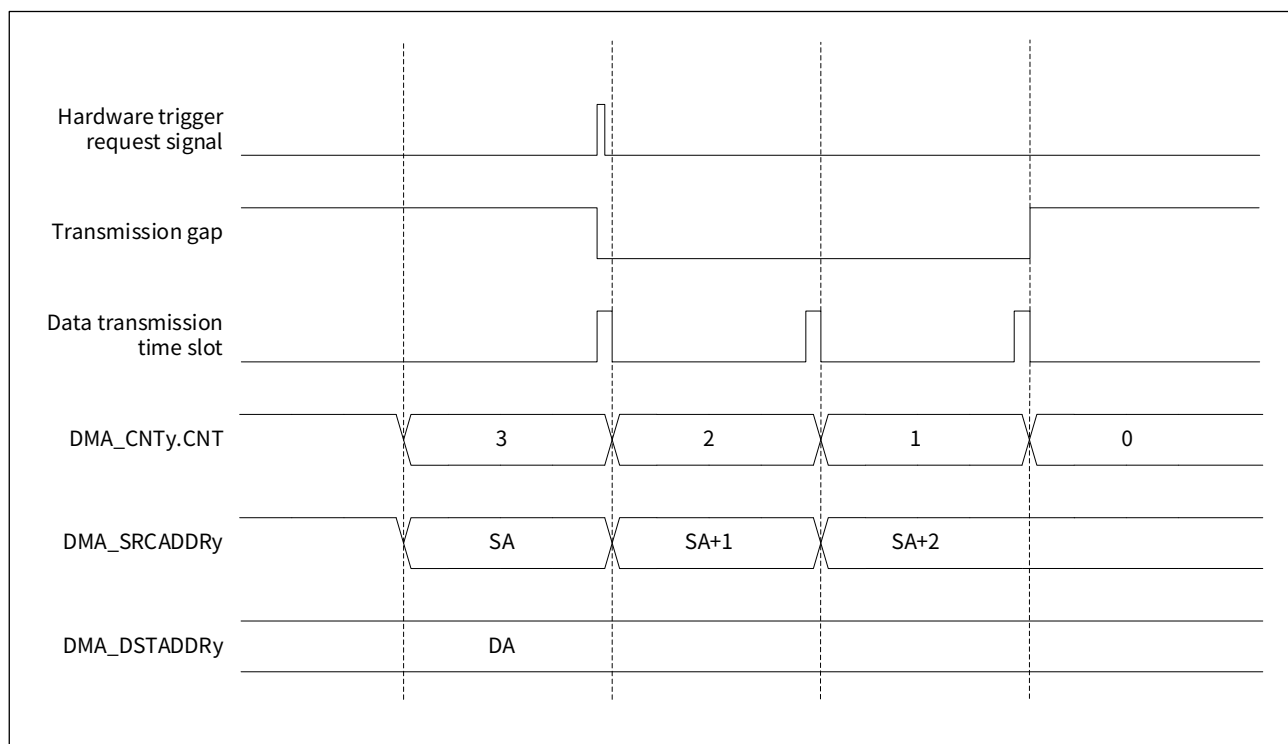 Hardware trigger
request signal
Transmission gap
Data transmission
time slot
DMA_CNTy.CNT
3 2 1 0
DMA_SRCADDRy
SA SA+1 SA+2
DMA_DSTADDRy
DA